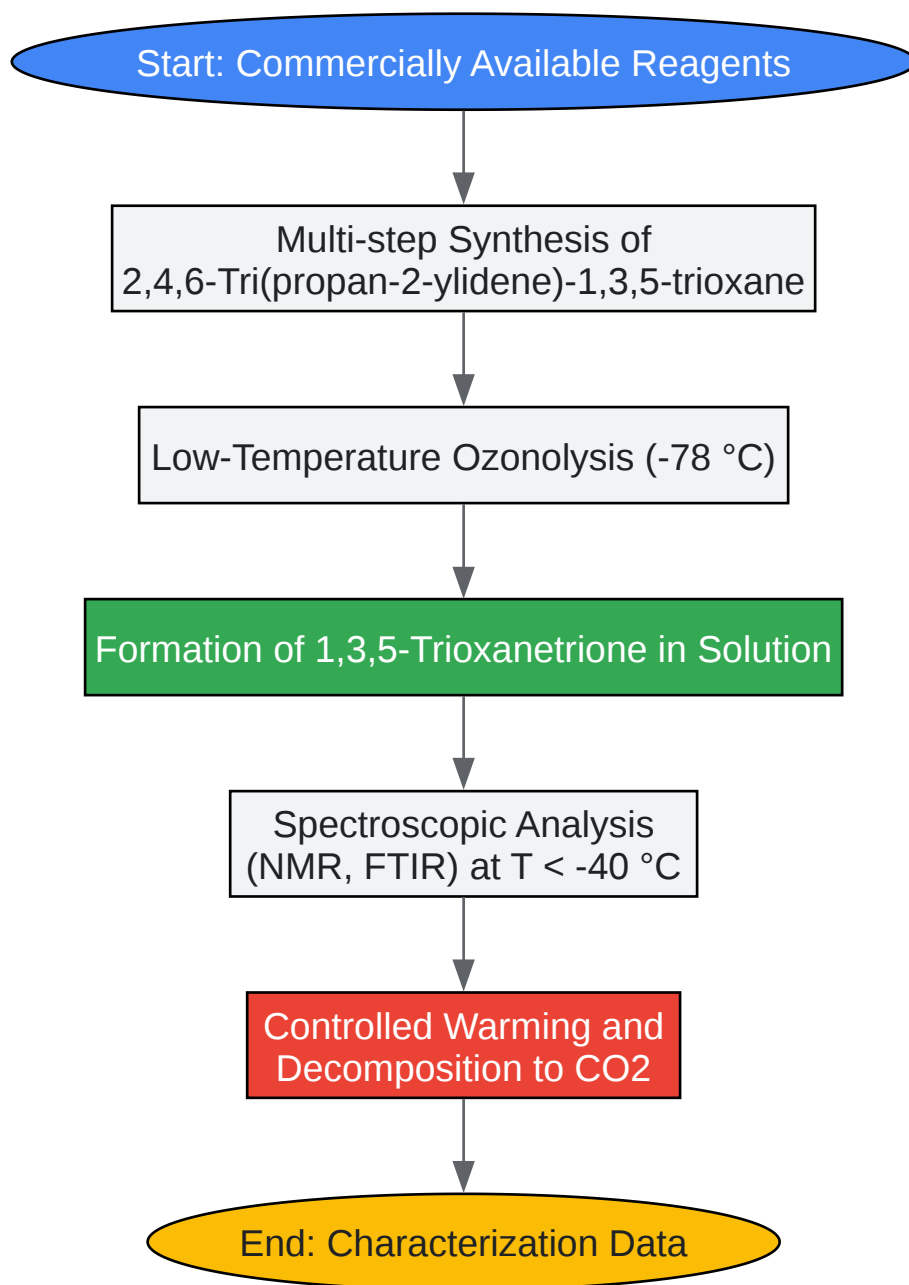 Start: Commercially Available Reagents
Multi-step Synthesis of
2,4,6-Tri(propan-2-ylidene)-1,3,5-trioxane
Low-Temperature Ozonolysis (-78 °C)
Formation of 1,3,5-Trioxanetrione in Solution
Spectroscopic Analysis
(NMR, FTIR) at T < -40 °C
Controlled Warming and
Decomposition to CO2
End: Characterization Data